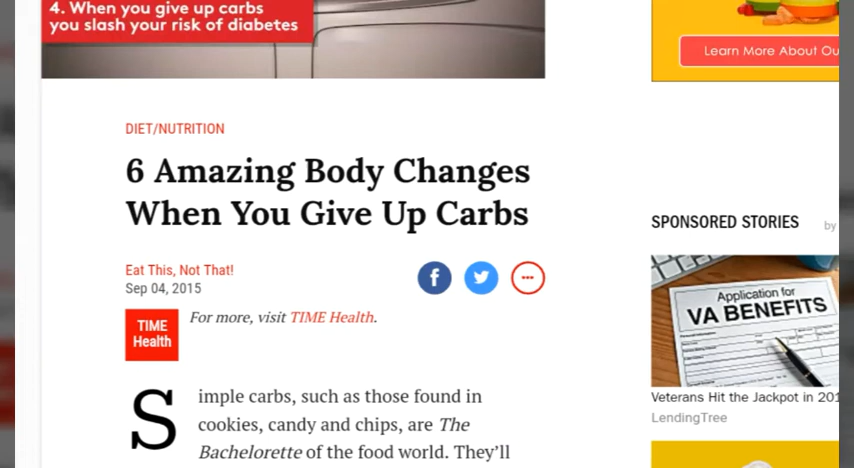 4. When you give up carbs
you slash your risk of diabetes
Learn More About Ou
DIET/NUTRITION
6 Amazing Body Changes
When You Give Up Carbs
Eat This, Not That!
Sep 04, 2015
TIME
Health
For more, visit TIME Health.
Simple carbs, such as those found in
cookies, candy and chips, are The
Bachelorette of the food world. They'll
SPONSORED STORIES
by
Application for
VA BENEFITS
Veterans Hit the Jackpot in 201
LendingTree